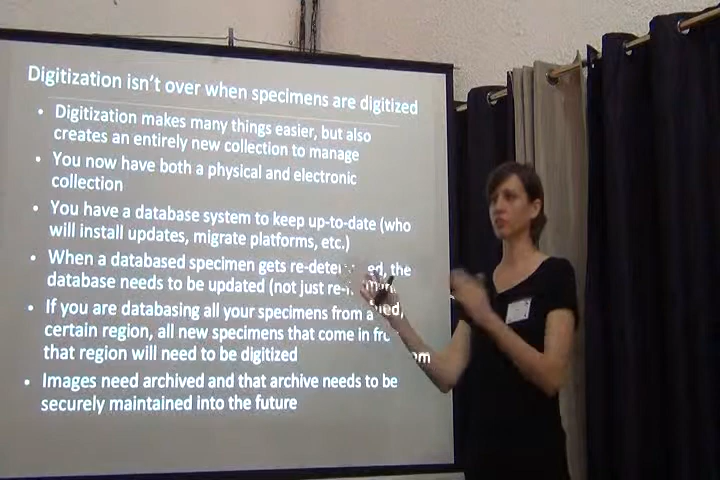 Digitization isn't over when specimens are digitized
• Digitization makes many things easier, but also
creates an entirely new collection to manage
• You now have both a physical and electronic
collection
• You have a database system to keep up-to-date (who
will install updates, migrate platforms, etc.)
• When a databased specimen gets the
database needs to be updated (not just
• If you are databasing all your specimens from a
certain region, all new specimens that come in
that region will need to be digitized
• Images need archived and that archive needs to be
securely maintained into the future